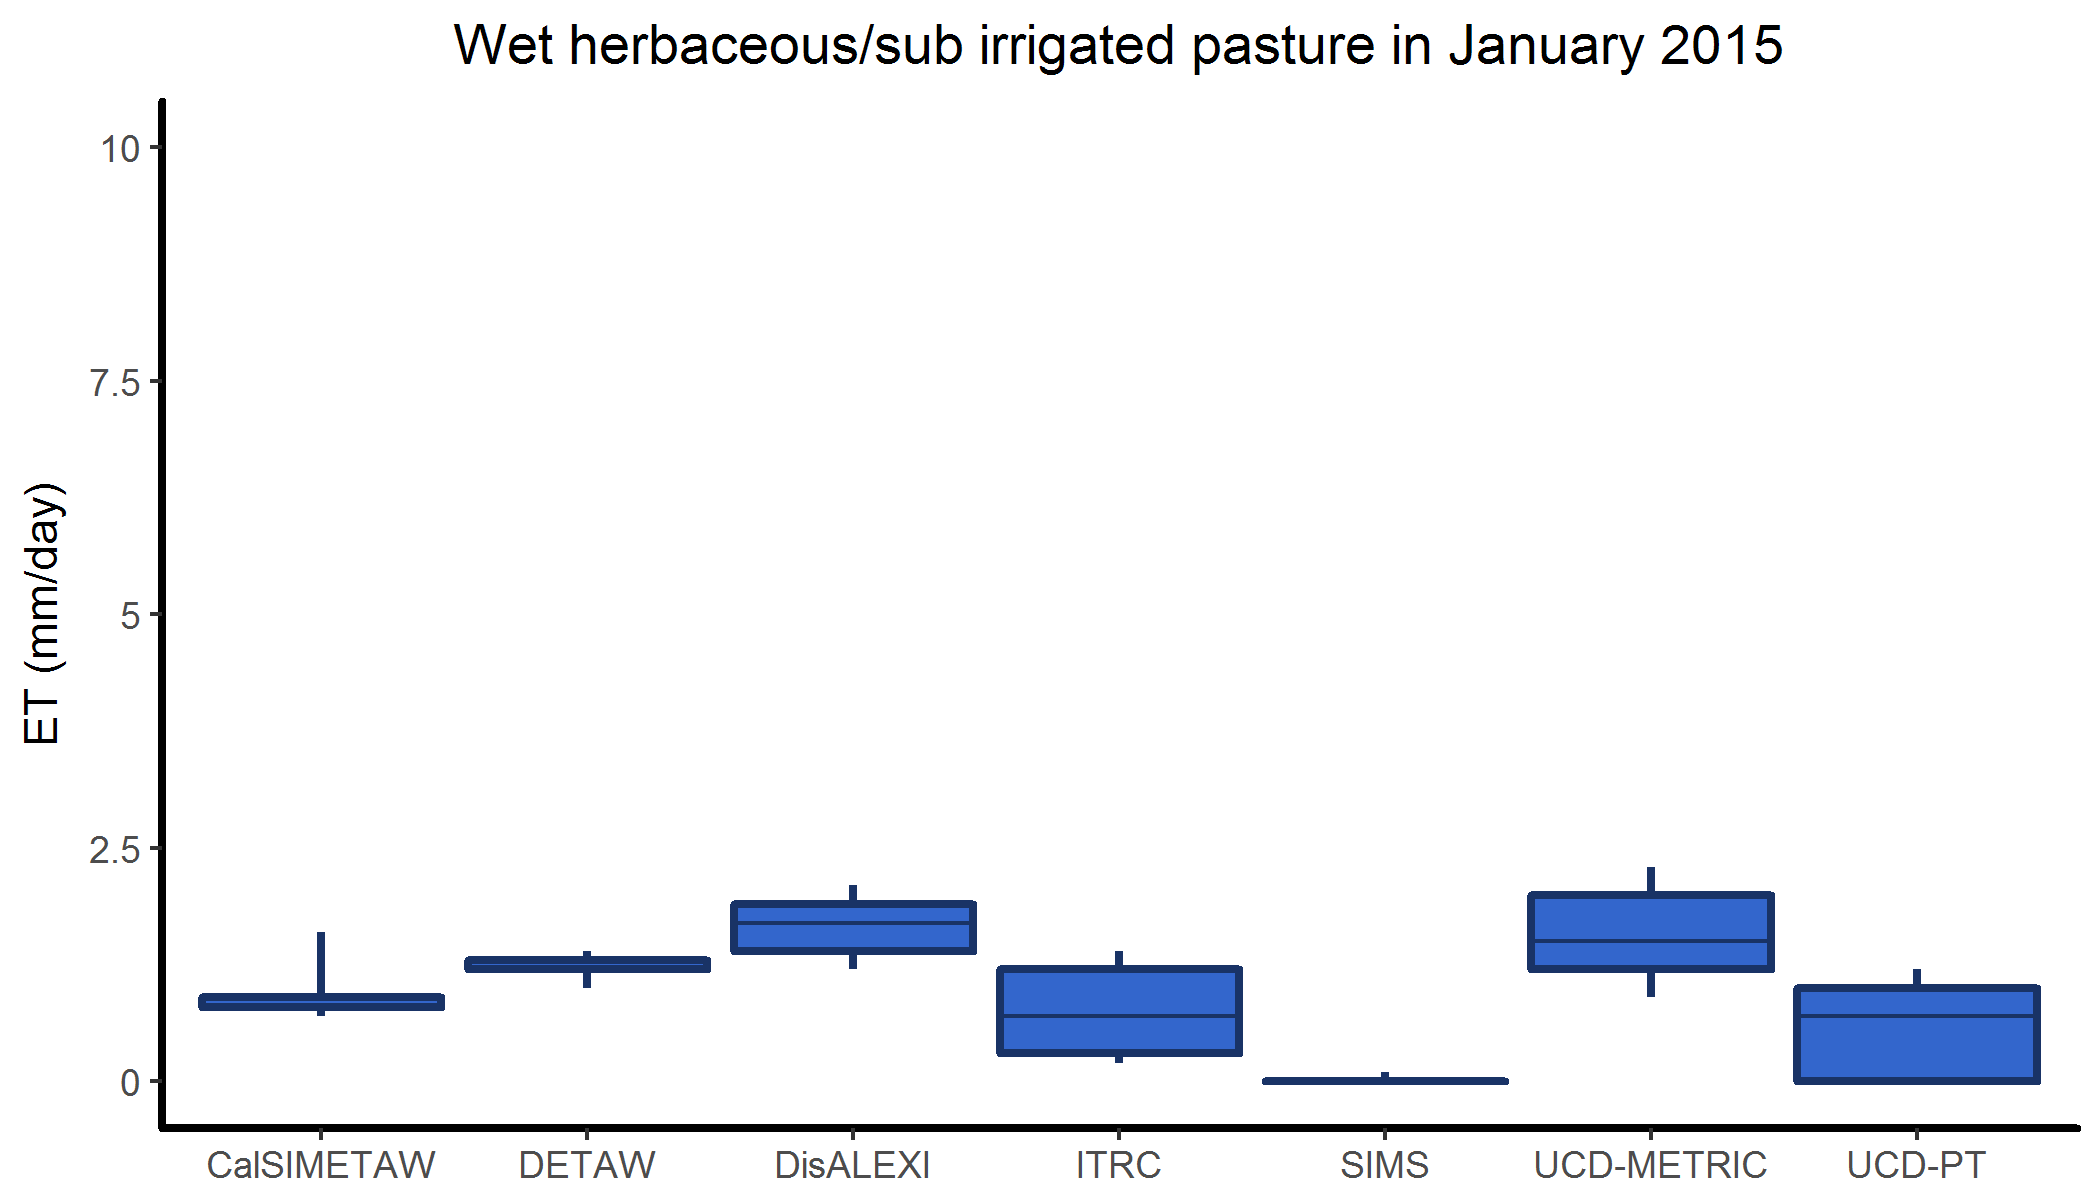 Wet herbaceous/sub irrigated pasture in January 2015
ET (mm/day)
10
7.5
5
2.5
0
CalSIMETAW DETAW DisALEXI ITRC SIMS UCD-METRIC UCD-PT